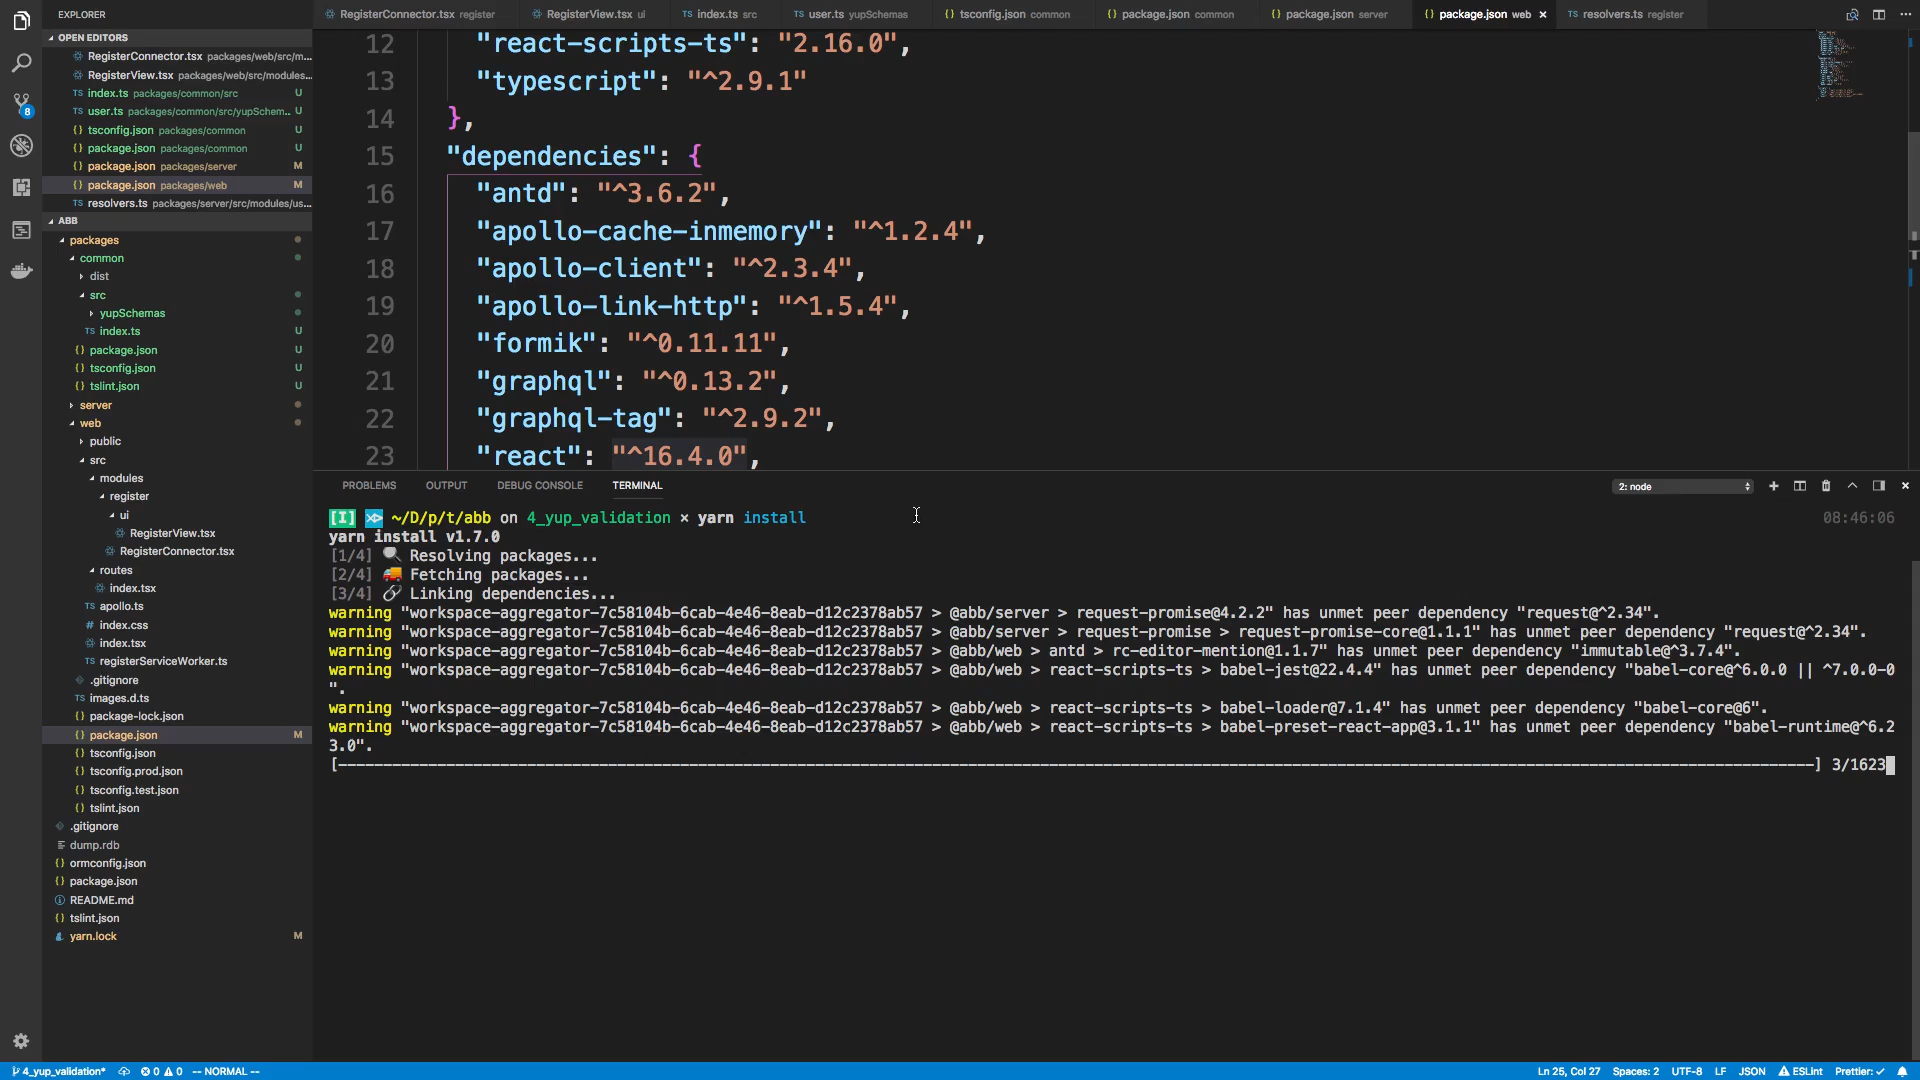 EXPLORER
OPEN EDITORS
RegisterConnector.tsx packages/web/src/m...
RegisterView.tsx packages/web/src/modules...
TS index.ts packages/common/src U
TS user.ts packages/common/src/yupSchem... U
{} tsconfig.json packages/common U
{} package.json packages/common U
{} package.json packages/server M
{} package.json packages/web M
TS resolvers.ts packages/server/src/modules/us...
ABB
packages
common
dist
src
yupSchemas
TS index.ts U
{} package.json U
{} tsconfig.json U
{} tslint.json U
server
web
public
src
modules
register
ui
RegisterView.tsx
RegisterConnector.tsx
routes
index.tsx
TS apollo.ts
# index.css
index.tsx
TS registerServiceWorker.ts
.gitignore
TS images.d.ts
{} package-lock.json
{} package.json M
{} tsconfig.json
{} tsconfig.prod.json
{} tsconfig.test.json
{} tslint.json
.gitignore
dump.rdb
{} ormconfig.json
{} package.json
README.md
{} tslint.json
yarn.lock M
8
RegisterConnector.tsx register
RegisterView.tsx ui
TS index.ts src
TS user.ts yupSchemas
{} tsconfig.json common
{} package.json common
{} package.json server
{} package.json web ×
TS resolvers.ts register
12 "react-scripts-ts": "2.16.0",
13 "typescript": "^2.9.1"
14 },
15 "dependencies": {
16 "antd": "^3.6.2",
17 "apollo-cache-inmemory": "^1.2.4",
18 "apollo-client": "^2.3.4",
19 "apollo-link-http": "^1.5.4",
20 "formik": "^0.11.11",
21 "graphql": "^0.13.2",
22 "graphql-tag": "^2.9.2",
23 "react": "^16.4.0",
PROBLEMS OUTPUT DEBUG CONSOLE TERMINAL 2: node
[I] ~/D/p/t/abb on 4_yup_validation × yarn install 08:46:06
yarn install v1.7.0
[1/4] 🔍 Resolving packages...
[2/4] 🚚 Fetching packages...
[3/4] 🔗 Linking dependencies...
warning "workspace-aggregator-7c58104b-6cab-4e46-8eab-d12c2378ab57 > @abb/server > request-promise@4.2.2" has unmet peer dependency "request@^2.34".
warning "workspace-aggregator-7c58104b-6cab-4e46-8eab-d12c2378ab57 > @abb/server > request-promise > request-promise-core@1.1.1" has unmet peer dependency "request@^2.34".
warning "workspace-aggregator-7c58104b-6cab-4e46-8eab-d12c2378ab57 > @abb/web > antd > rc-editor-mention@1.1.7" has unmet peer dependency "immutable@^3.7.4".
warning "workspace-aggregator-7c58104b-6cab-4e46-8eab-d12c2378ab57 > @abb/web > react-scripts-ts > babel-jest@22.4.4" has unmet peer dependency "babel-core@^6.0.0 || ^7.0.0-0
".
warning "workspace-aggregator-7c58104b-6cab-4e46-8eab-d12c2378ab57 > @abb/web > react-scripts-ts > babel-loader@7.1.4" has unmet peer dependency "babel-core@6".
warning "workspace-aggregator-7c58104b-6cab-4e46-8eab-d12c2378ab57 > @abb/web > react-scripts-ts > babel-preset-react-app@3.1.1" has unmet peer dependency "babel-runtime@^6.2
3.0".
[----------] 3/1623
4_yup_validation* 0 0 -- NORMAL -- Ln 25, Col 27 Spaces: 2 UTF-8 LF JSON ESLint Prettier: ✓